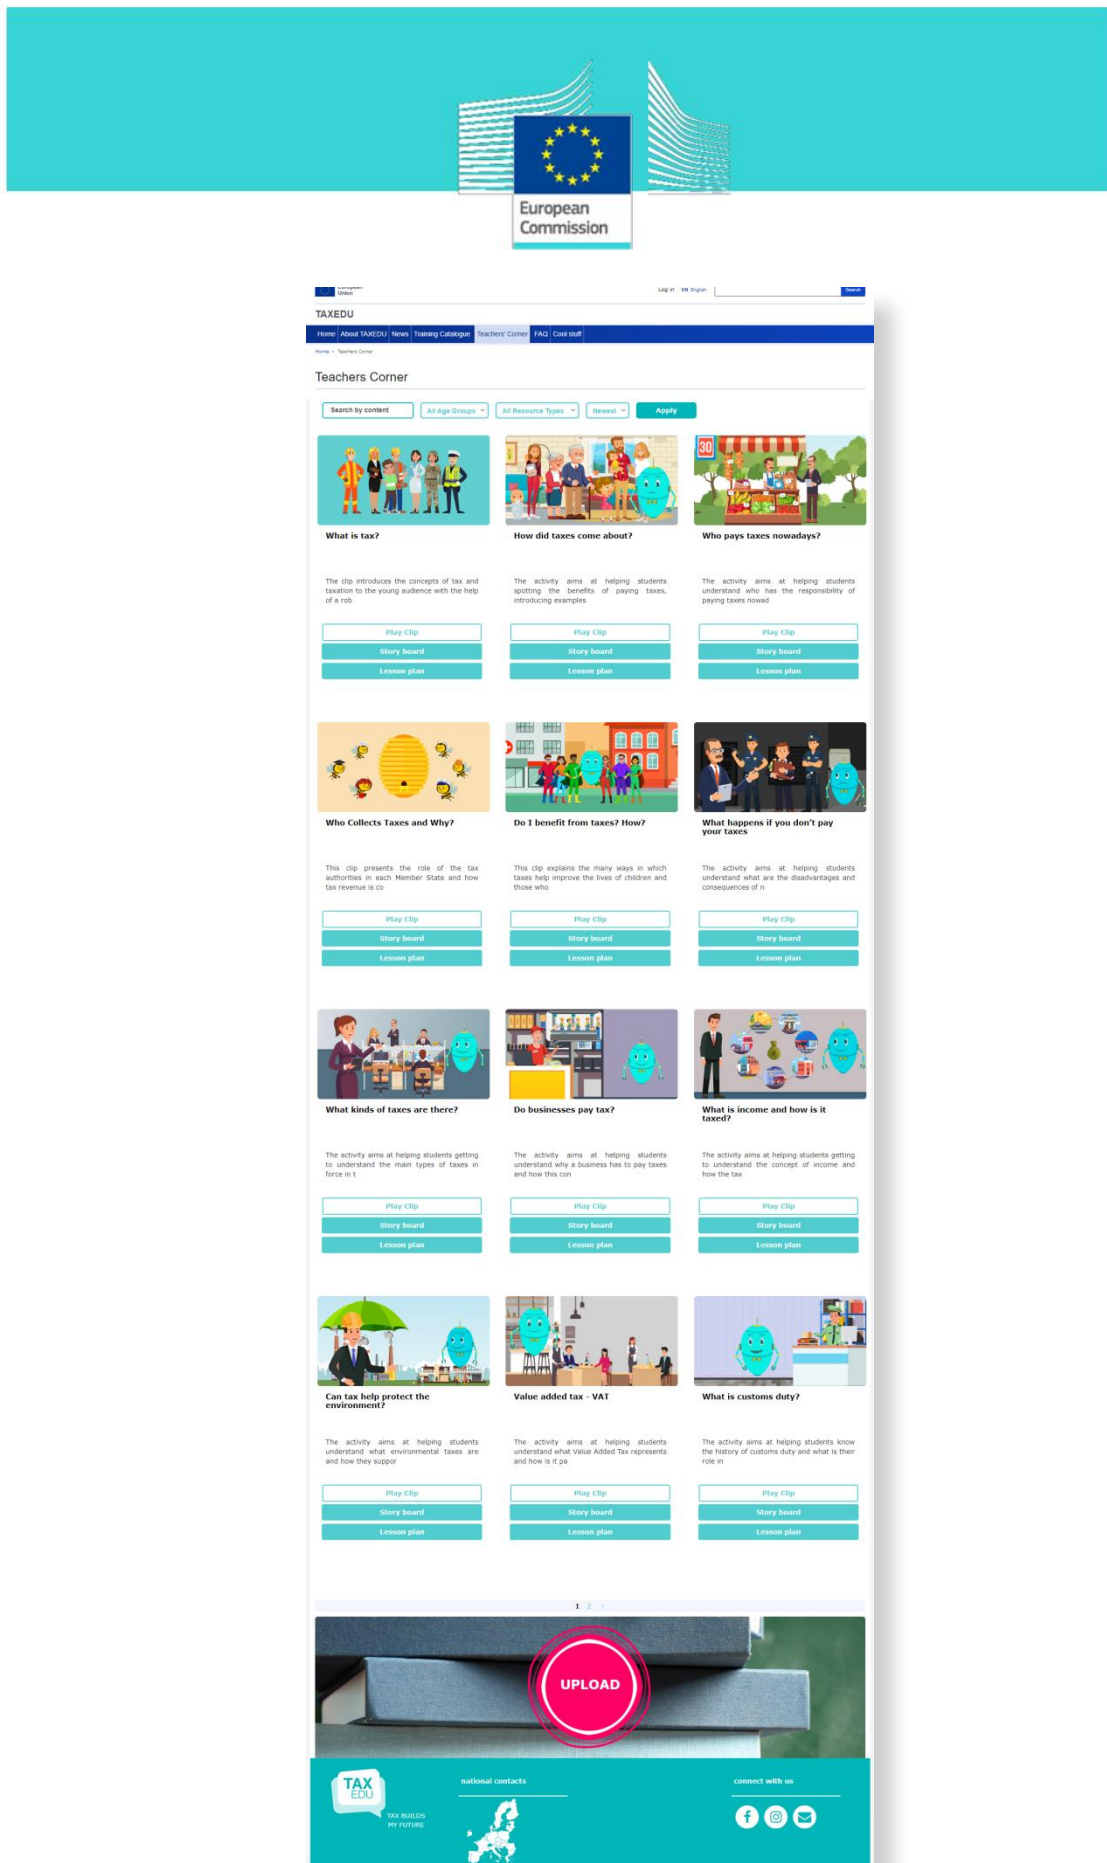 European
Commission
European
Union
Log in EN English
Search
TAXEDU
Home About TAXEDU News Training Catalogue Teachers' Corner FAQ Cool stuff
Home › Teachers Corner
Teachers Corner
Search by content All Age Groups All Resource Types Newest Apply
30
What is tax? How did taxes come about? Who pays taxes nowadays?
The clip introduces the concepts of tax and The activity aims at helping students The activity aims at helping students
taxation to the young audience with the help spotting the benefits of paying taxes, understand who has the responsibility of
of a rob introducing examples paying taxes nowad
Play Clip Play Clip Play Clip
Story board Story board Story board
Lesson plan Lesson plan Lesson plan
Who Collects Taxes and Why? Do I benefit from taxes? How? What happens if you don't pay
your taxes
This clip presents the role of the tax This clip explains the many ways in which The activity aims at helping students
authorities in each Member State and how taxes help improve the lives of children and understand what are the disadvantages and
tax revenue is co those who consequences of n
Play Clip Play Clip Play Clip
Story board Story board Story board
Lesson plan Lesson plan Lesson plan
What kinds of taxes are there? Do businesses pay tax? What is income and how is it
taxed?
The activity aims at helping students getting The activity aims at helping students The activity aims at helping students getting
to understand the main types of taxes in understand why a business has to pay taxes to understand the concept of income and
force in t and how this con how the tax
Play Clip Play Clip Play Clip
Story board Story board Story board
Lesson plan Lesson plan Lesson plan
Can tax help protect the Value added tax - VAT What is customs duty?
environment?
The activity aims at helping students The activity aims at helping students The activity aims at helping students know
understand what environmental taxes are understand what Value Added Tax represents the history of customs duty and what is their
and how they suppor and how is it pa role in
Play Clip Play Clip Play Clip
Story board Story board Story board
Lesson plan Lesson plan Lesson plan
1 2 ›
UPLOAD
TAX
EDU
TAX BUILDS
MY FUTURE
national contacts
connect with us